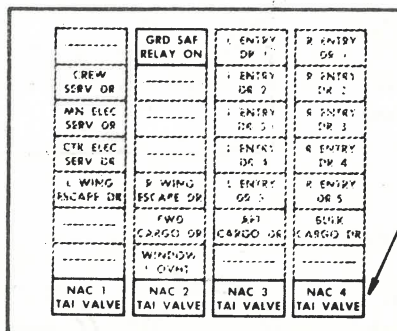 GRD SAF
RELAY ON
L ENTRY
DR 1
R ENTRY
DR 1
CREW
SERV DR
L ENTRY
DR 2
R ENTRY
DR 2
MN ELEC
SERV DR
L ENTRY
DR 3
R ENTRY
DR 3
CTR ELEC
SERV DR
L ENTRY
DR 4
R ENTRY
DR 4
L WING
ESCAPE DR
R WING
ESCAPE DR
L ENTRY
DR 5
R ENTRY
DR 5
FWD
CARGO DR
AFT
CARGO DR
BULK
CARGO DR
WINDOW
OVHT
NAC 1
TAI VALVE
NAC 2
TAI VALVE
NAC 3
TAI VALVE
NAC 4
TAI VALVE